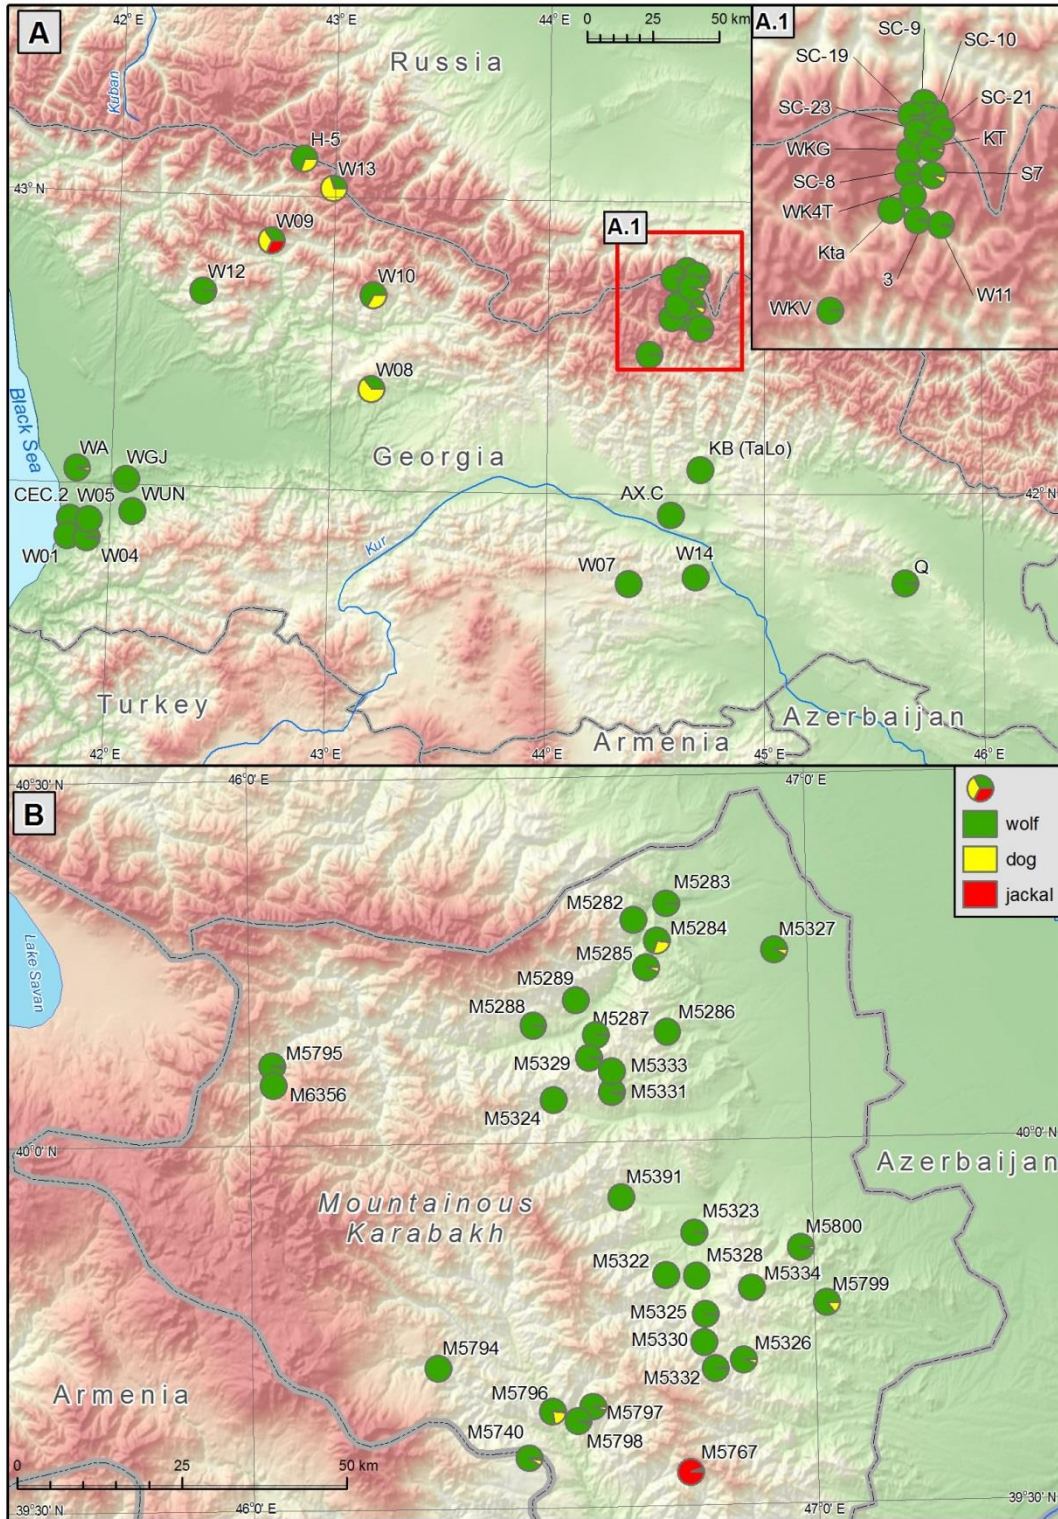 A
42° E
43° E
44° E
0 25 50 km
Russia
Kuban
H-5
43° N
W13
W09
W12
W10
A.1
W08
Black Sea
Georgia
WA
WGJ
KB (TaLo)
CEC.2
W05
WUN
AX.C
42° N
W01
W04
Kur
W07
W14
Q
Turkey
Armenia
Azerbaijan
42° E
43° E
44° E
45° E
46° E
A.1
SC-9
SC-10
SC-19
SC-21
SC-23
KT
WKG
S7
SC-8
WK4T
Kta
3
W11
WKV
B
40°30' N
46°0' E
47°0' E
wolf
dog
jackal
Lake Savan
M5283
M5282
M5284
M5327
M5285
M5289
M5288
M5287
M5286
M5795
M5329
M5333
M6356
M5331
M5324
40°0' N
40°0' N
Azerbaijan
M5391
Mountainous
Karabakh
M5323
M5800
M5322
M5328
M5334
M5799
M5325
M5330
M5326
M5794
M5332
Armenia
M5796
M5797
M5740
M5798
M5767
0 25 50 km
39°30' N
46°0' E
47°0' E
39°30' N